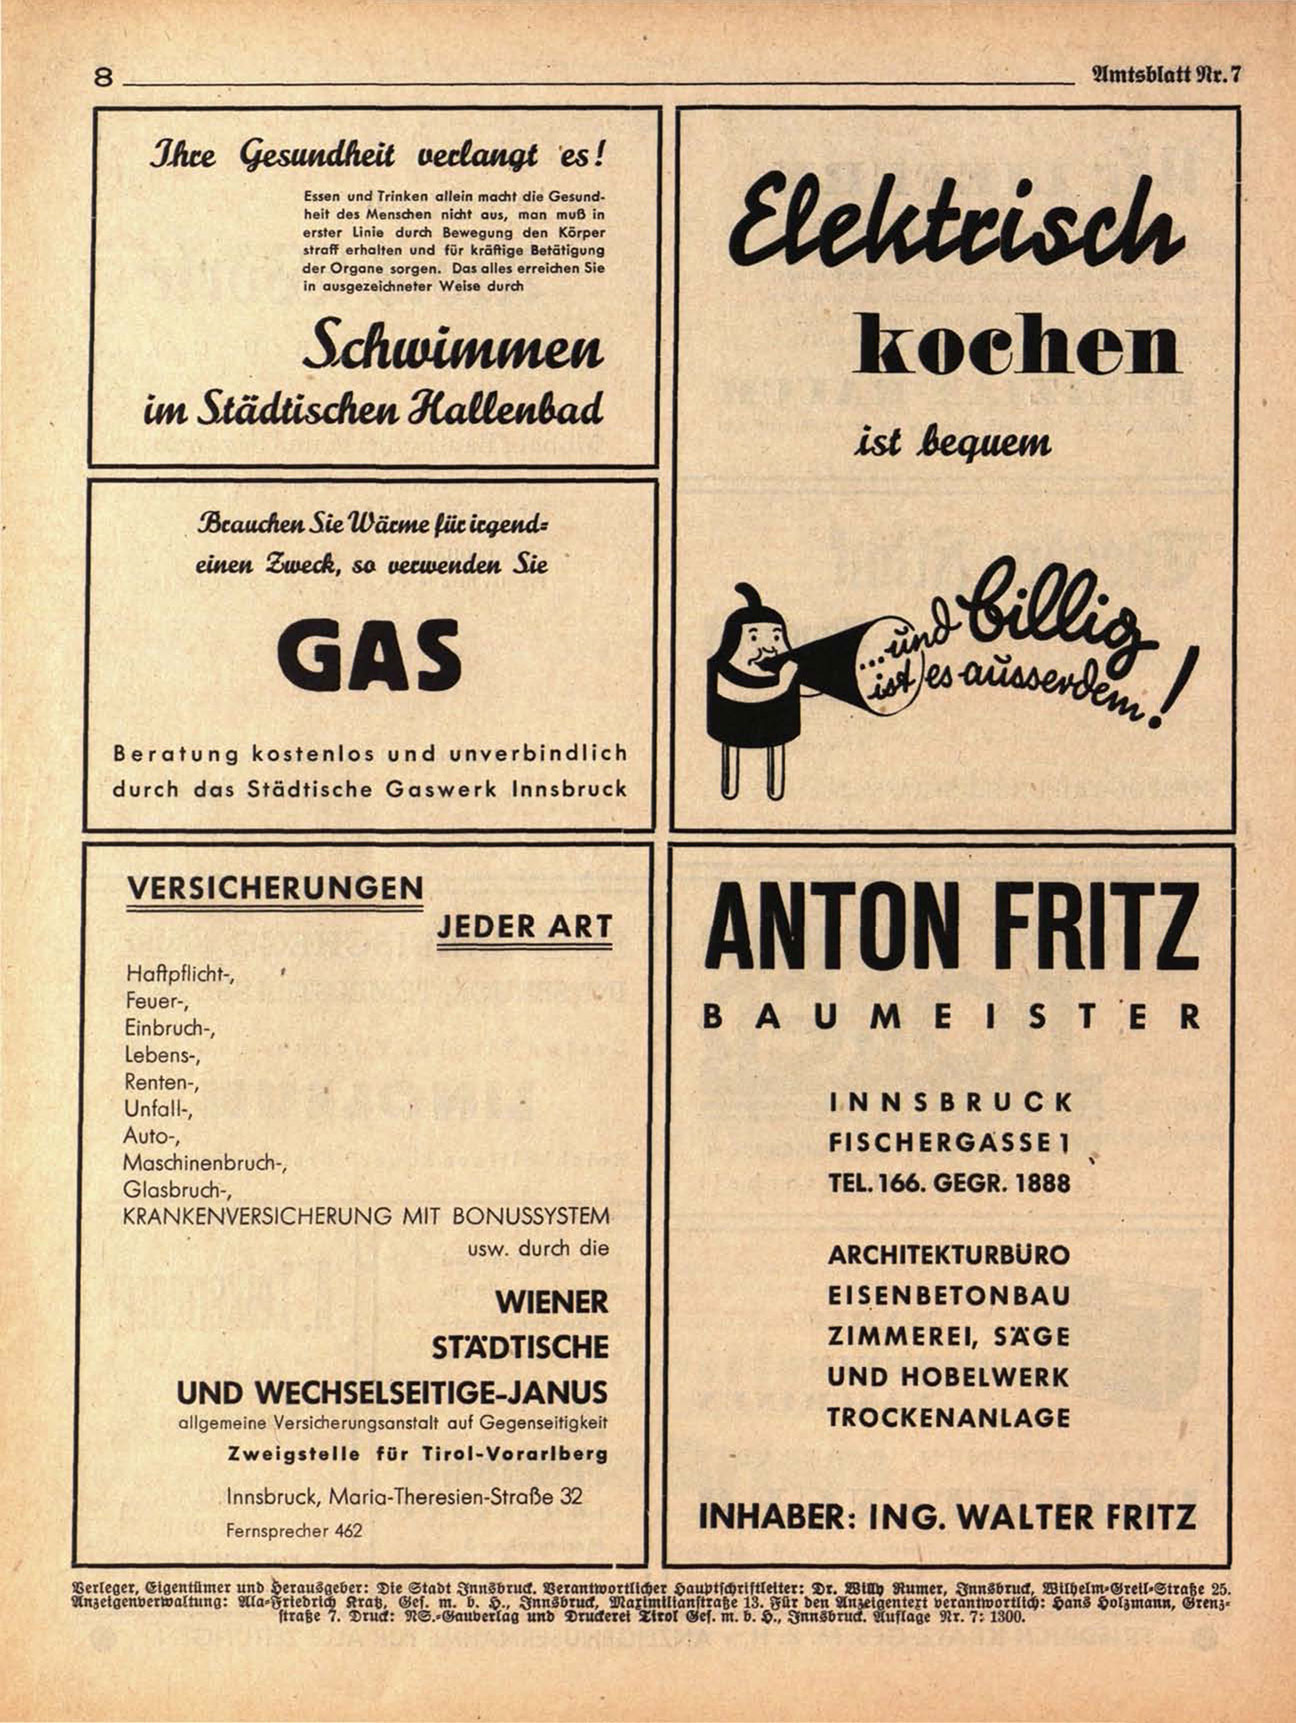 8
Amtsblatt Nr. 7
Ihre Gesundheit verlangt es!
Essen und Trinken allein macht die Gesund-
heit des Menschen nicht aus, man muß in
erster Linie durch Bewegung den Körper
straff erhalten und für kräftige Betätigung
der Organe sorgen. Das alles erreichen Sie
in ausgezeichneter Weise durch
Schwimmen
im Städtischen Hallenbad
Brauchen Sie Wärme für irgend=
einen Zweck, so verwenden Sie
GAS
Beratung kostenlos und unverbindlich
durch das Städtische Gaswerk Innsbruck
Elektrisch
kochen
ist bequem
...und billig
ist es ausserdem!
VERSICHERUNGEN
JEDER ART
Haftpflicht-,
Feuer-,
Einbruch-,
Lebens-,
Renten-,
Unfall-,
Auto-,
Maschinenbruch-,
Glasbruch-,
KRANKENVERSICHERUNG MIT BONUSSYSTEM
usw. durch die
WIENER
STÄDTISCHE
UND WECHSELSEITIGE-JANUS
allgemeine Versicherungsanstalt auf Gegenseitigkeit
Zweigstelle für Tirol-Vorarlberg
Innsbruck, Maria-Theresien-Straße 32
Fernsprecher 462
ANTON FRITZ
BAUMEISTER
INNSBRUCK
FISCHERGASSE 1
TEL. 166. GEGR. 1888
ARCHITEKTURBÜRO
EISENBETONBAU
ZIMMEREI, SÄGE
UND HOBELWERK
TROCKENANLAGE
INHABER: ING. WALTER FRITZ
Verleger, Eigentümer und Herausgeber: Die Stadt Innsbruck. Verantwortlicher Hauptschriftleiter: Dr. Willy Rumer, Innsbruck, Wilhelm=Greil=Straße 25.
Anzeigenverwaltung: Ala=Friedrich Kratz, Ges. m. b. H., Innsbruck, Maximilianstraße 13. Für den Anzeigentext verantwortlich: Hans Holzmann, Grenz=
straße 7. Druck: NS.=Gauverlag und Druckerei Tirol Ges. m. b. H., Innsbruck. Auflage Nr. 7: 1300.